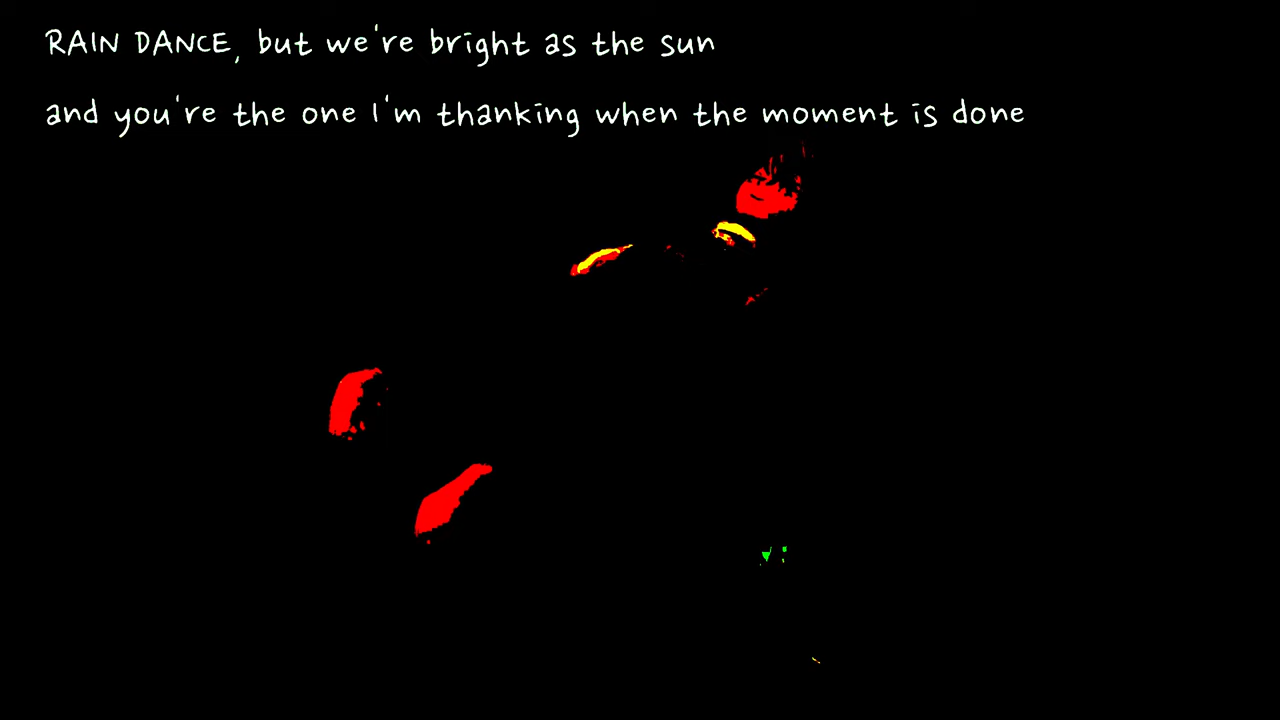 RAIN DANCE, but we're bright as the sun
and you're the one I'm thanking when the moment is done